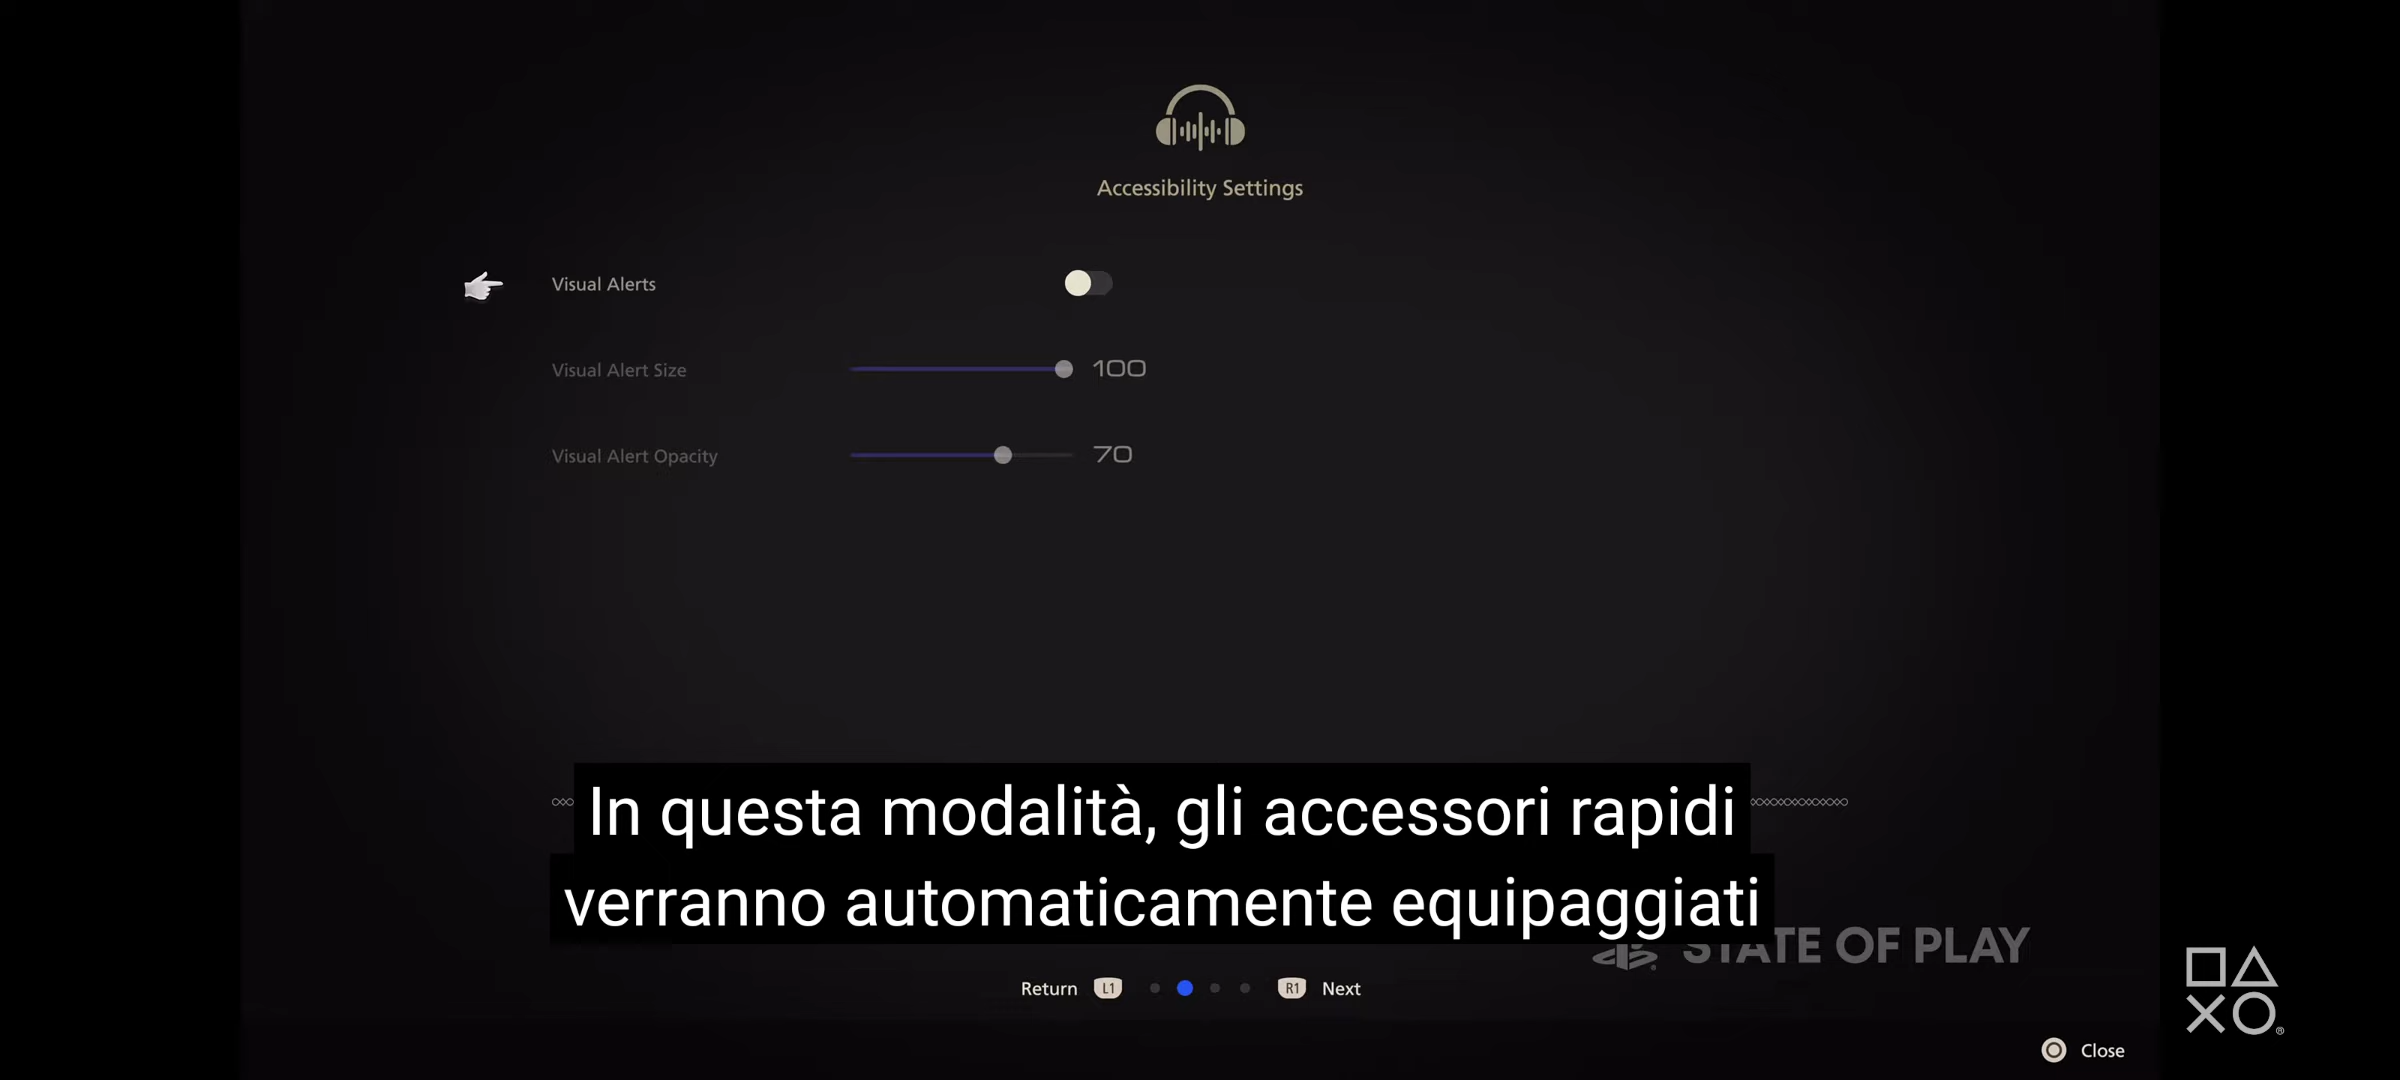 Accessibility Settings
Visual Alerts
Visual Alert Size 100
Visual Alert Opacity 70
In questa modalità, gli accessori rapidi
verranno automaticamente equipaggiati
STATE OF PLAY
Return L1 R1 Next
Close